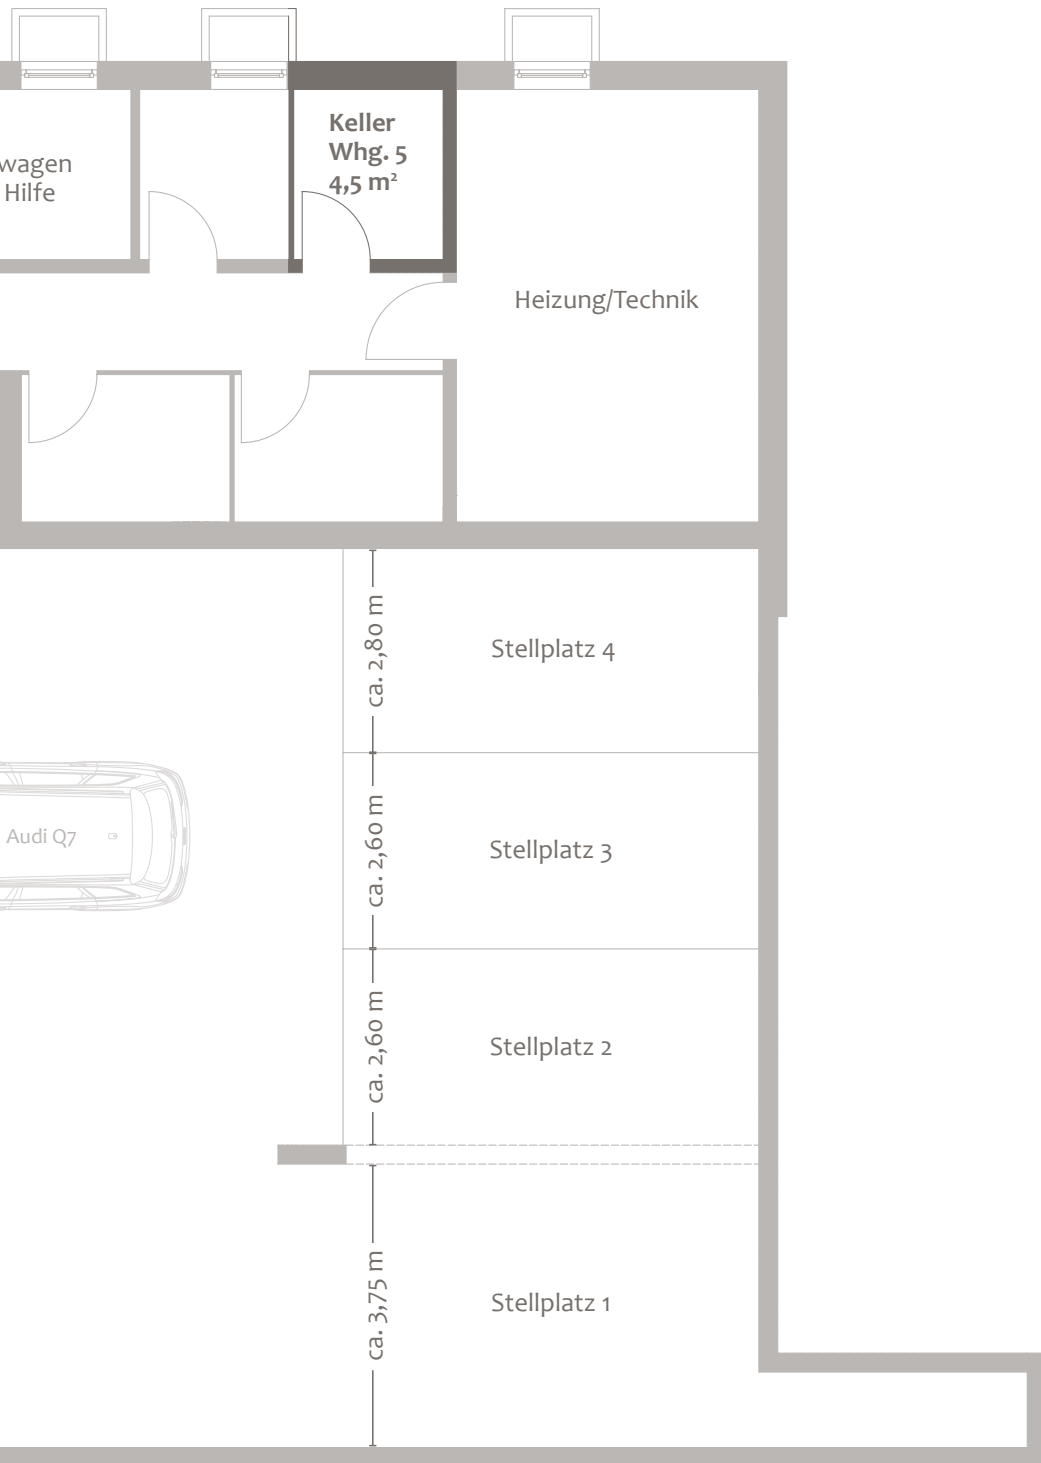 wagen
Hilfe
Keller
Whg. 5
4,5 m²
Heizung/Technik
ca. 2,80 m
Stellplatz 4
ca. 2,60 m
Stellplatz 3
Audi Q7
ca. 2,60 m
Stellplatz 2
ca. 3,75 m
Stellplatz 1